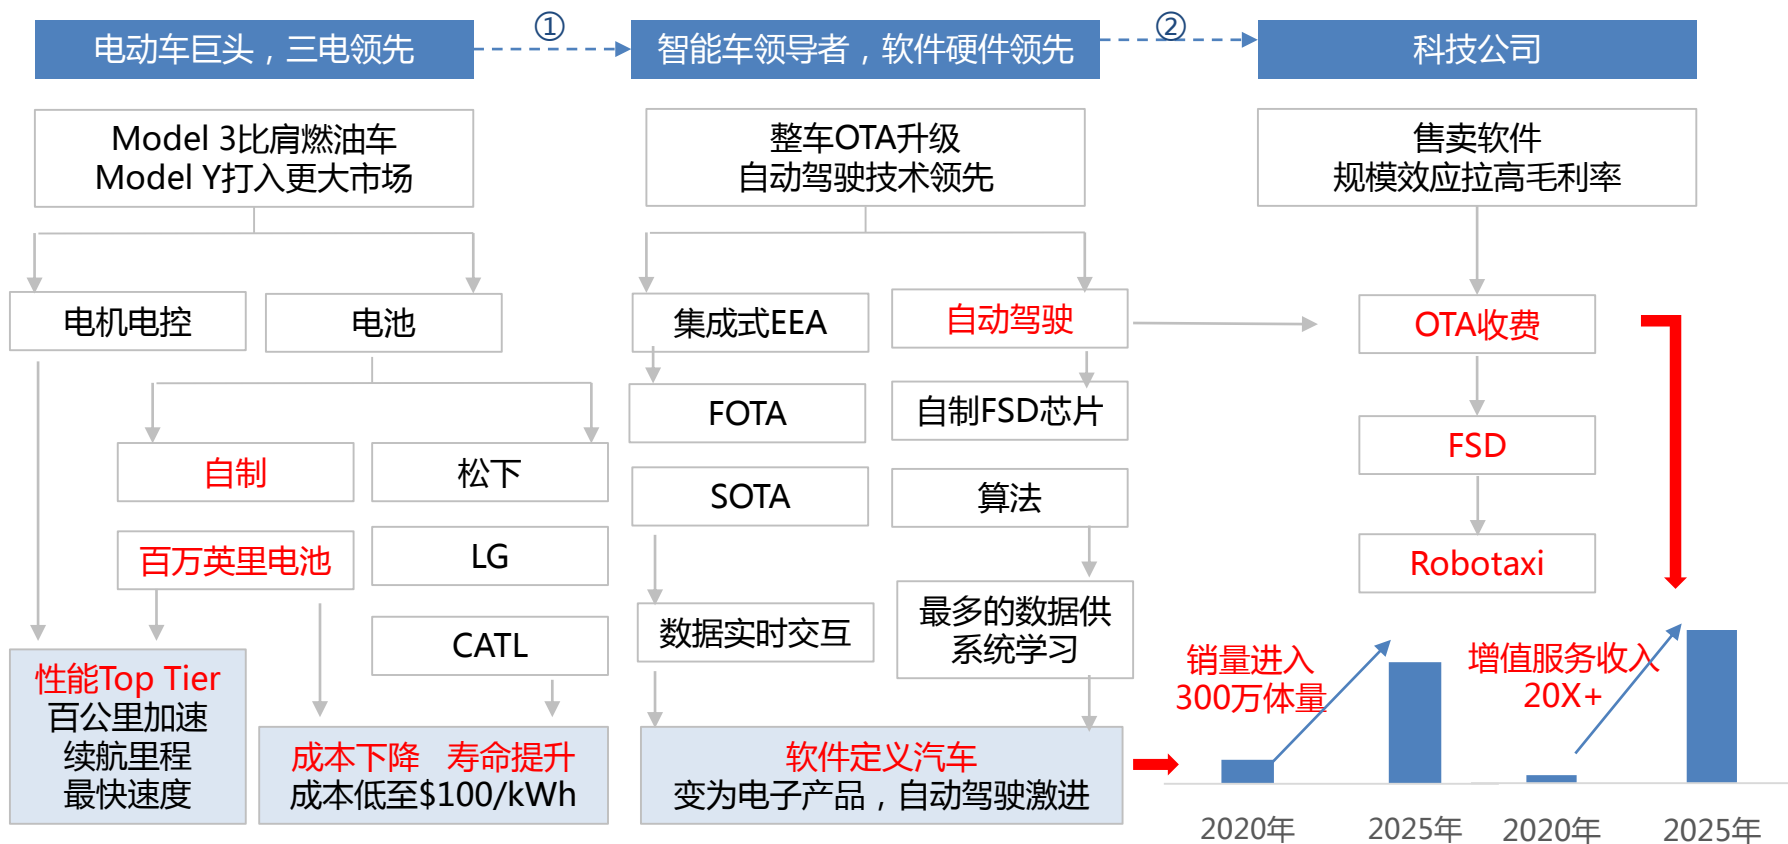 电动车巨头，三电领先
①
智能车领导者，软件硬件领先
②
科技公司
Model 3比肩燃油车
Model Y打入更大市场
整车OTA升级
自动驾驶技术领先
售卖软件
规模效应拉高毛利率
电机电控
电池
集成式EEA
自动驾驶
OTA收费
FOTA
自制FSD芯片
FSD
自制
松下
SOTA
算法
百万英里电池
LG
Robotaxi
CATL
数据实时交互
最多的数据供
系统学习
性能Top Tier
百公里加速
续航里程
最快速度
成本下降 寿命提升
成本低至$100/kWh
软件定义汽车
变为电子产品，自动驾驶激进
销量进入
300万体量
增值服务收入
20X+
2020年
2025年
2020年
2025年